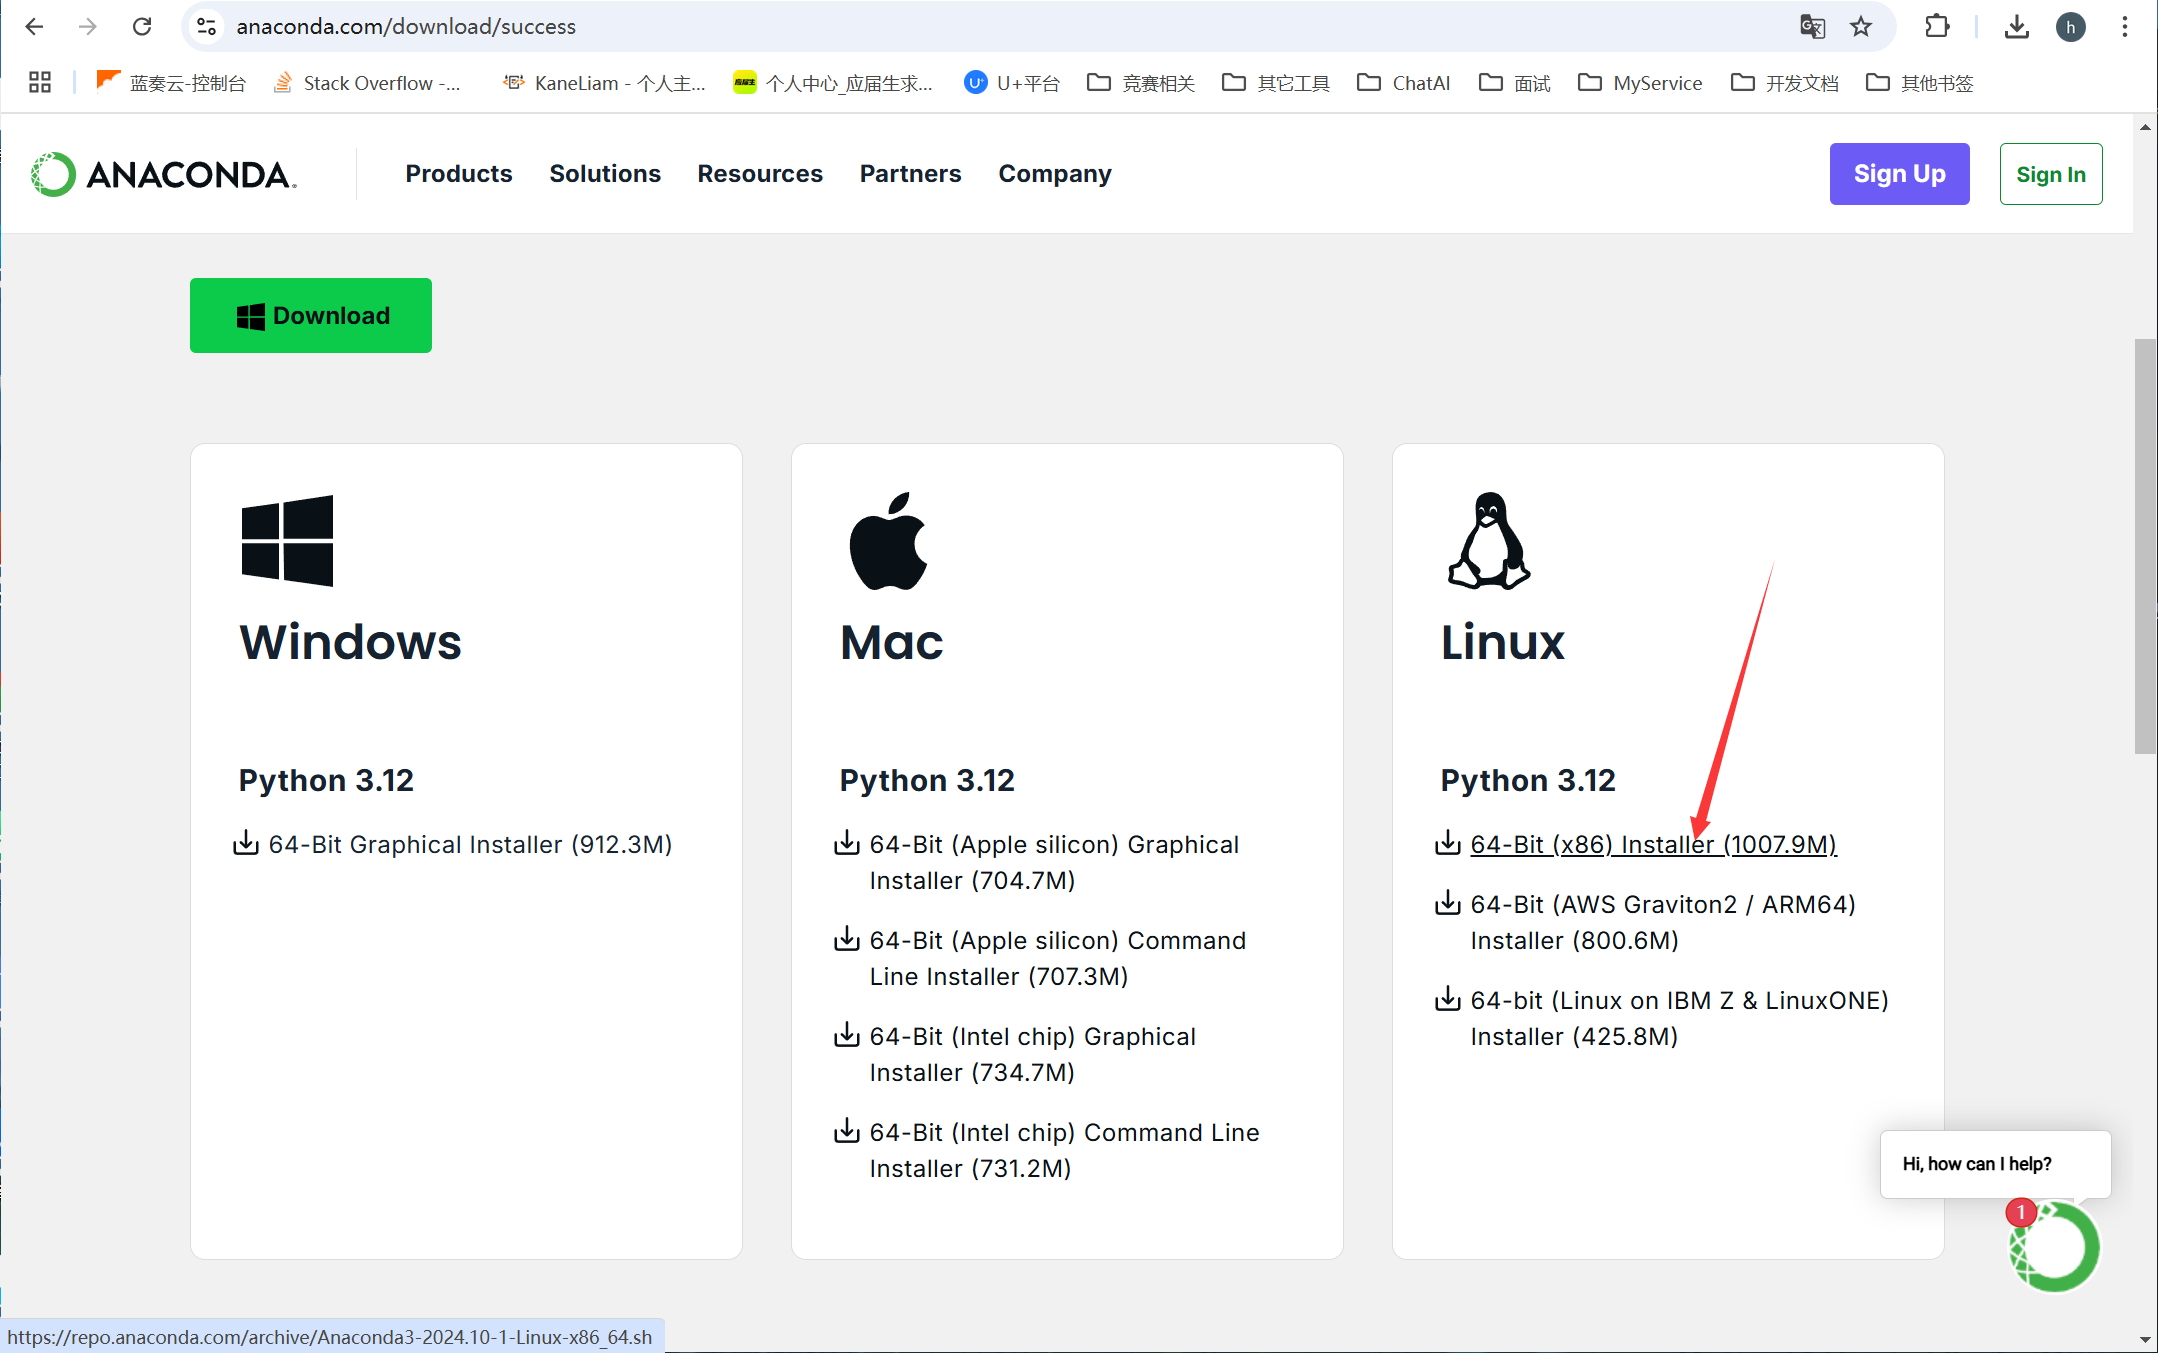 anaconda.com/download/success
h
蓝奏云-控制台
Stack Overflow -...
KaneLiam - 个人主...
个人中心_应届生求...
U+平台
竞赛相关
其它工具
ChatAI
面试
MyService
开发文档
其他书签
ANACONDA.
Products
Solutions
Resources
Partners
Company
Sign Up
Sign In
Download
Windows
Python 3.12
64-Bit Graphical Installer (912.3M)
Mac
Python 3.12
64-Bit (Apple silicon) Graphical
Installer (704.7M)
64-Bit (Apple silicon) Command
Line Installer (707.3M)
64-Bit (Intel chip) Graphical
Installer (734.7M)
64-Bit (Intel chip) Command Line
Installer (731.2M)
Linux
Python 3.12
64-Bit (x86) Installer (1007.9M)
64-Bit (AWS Graviton2 / ARM64)
Installer (800.6M)
64-bit (Linux on IBM Z & LinuxONE)
Installer (425.8M)
Hi, how can I help?
1
https://repo.anaconda.com/archive/Anaconda3-2024.10-1-Linux-x86_64.sh